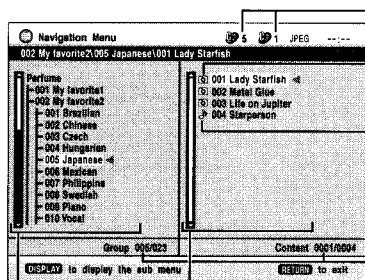 Navigation Menu 5 1 JPEG --:--
002 My favorite2\005 Japanese\001 Lady Starfish
Perfume
001 My favorite1
002 My favorite2
001 Brazilian
002 Chinese
003 Czech
004 Hungarian
005 Japanese
006 Mexican
007 Philippine
008 Swedish
009 Piano
010 Vocal
001 Lady Starfish
002 Metal Glue
003 Life on Jupiter
004 Starperson
Group 005/023
Content 0001/0004
DISPLAY to display the sub menu
RETURN to exit